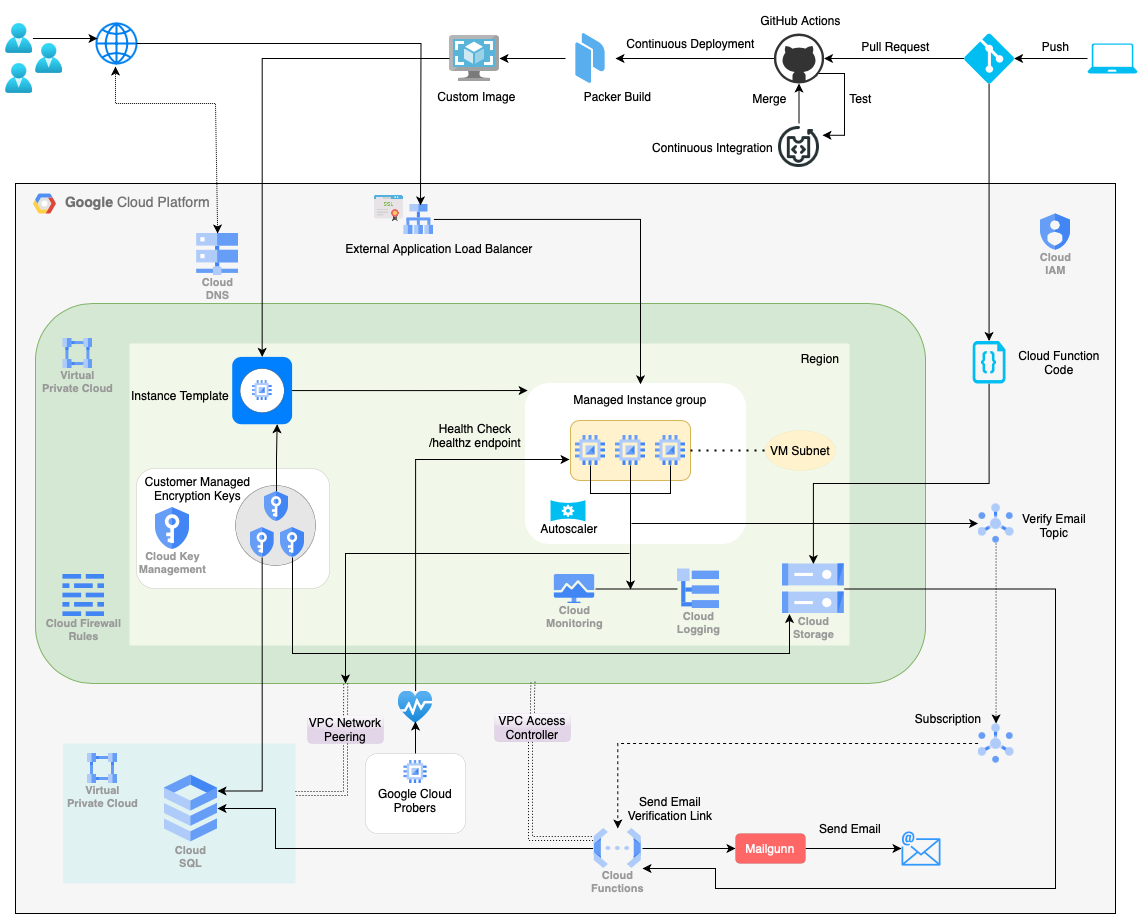 GitHub Actions
Continuous Deployment
Pull Request
Push
Custom Image
Packer Build
Merge
Test
Continuous Integration
Google Cloud Platform
SSL
External Application Load Balancer
Cloud
DNS
Cloud
IAM
Virtual
Private Cloud
Region
Instance Template
Cloud Function
Code
Managed Instance group
Health Check
/healthz endpoint
VM Subnet
Customer Managed
Encryption Keys
Cloud Key
Management
Autoscaler
Verify Email
Topic
Cloud Firewall
Rules
Cloud
Monitoring
Cloud
Logging
Cloud
Storage
VPC Network
Peering
VPC Access
Controller
Subscription
Virtual
Private Cloud
Google Cloud
Probers
Cloud
SQL
Send Email
Verification Link
Mailgunn
Send Email
@
Cloud
Functions